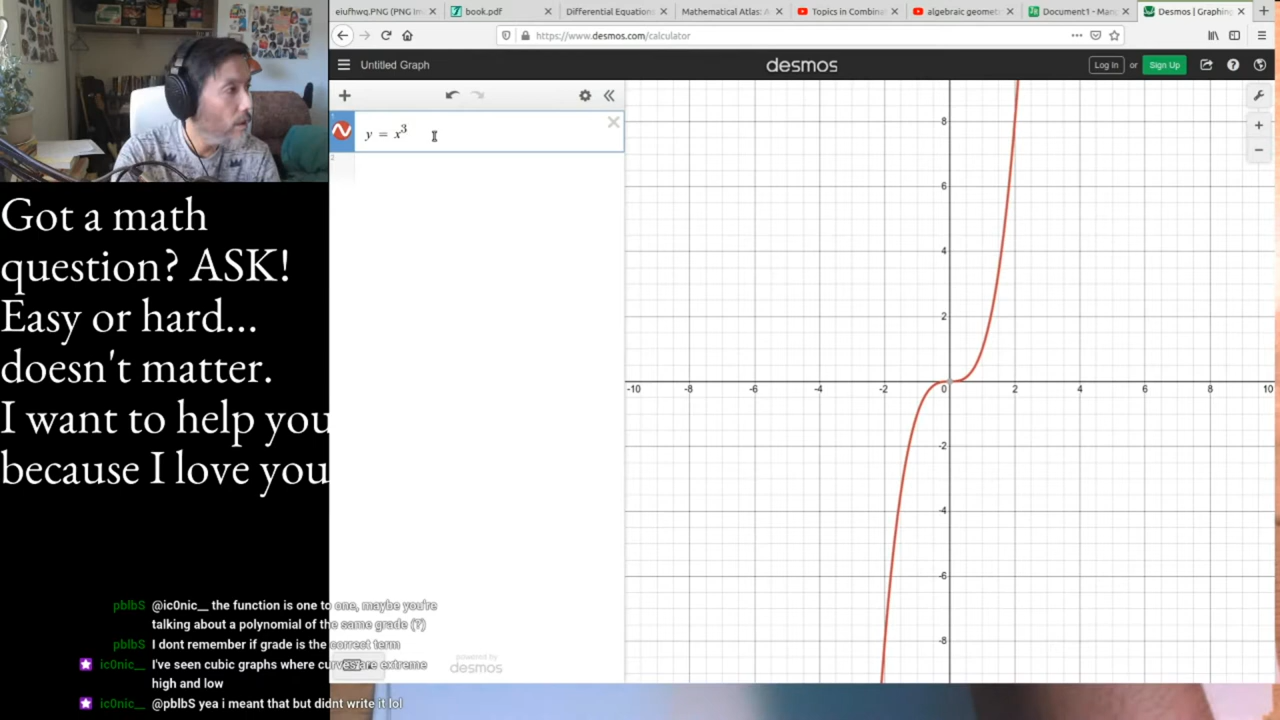 eiufhwq.PNG (PNG Im
book.pdf
Differential Equation
Mathematical Atlas: A
Topics in Combina
algebraic geomet
Document1 - Man
Desmos | Graphing
https://www.desmos.com/calculator
Untitled Graph
desmos
Log In or Sign Up
1
y = x^3
2
8
6
4
2
-10 -8 -6 -4 -2 0 2 4 6 8 10
-2
-4
-6
-8
powered by
desmos
Got a math
question? ASK!
Easy or hard...
doesn't matter.
I want to help you
because I love you
pblbS @ic0nic__ the function is one to one, maybe you're
talking about a polynomial of the same grade (?)
pblbS I dont remember if grade is the correct term
ic0nic__ I've seen cubic graphs where curves are extreme
high and low
ic0nic__ @pblbS yea i meant that but didnt write it lol